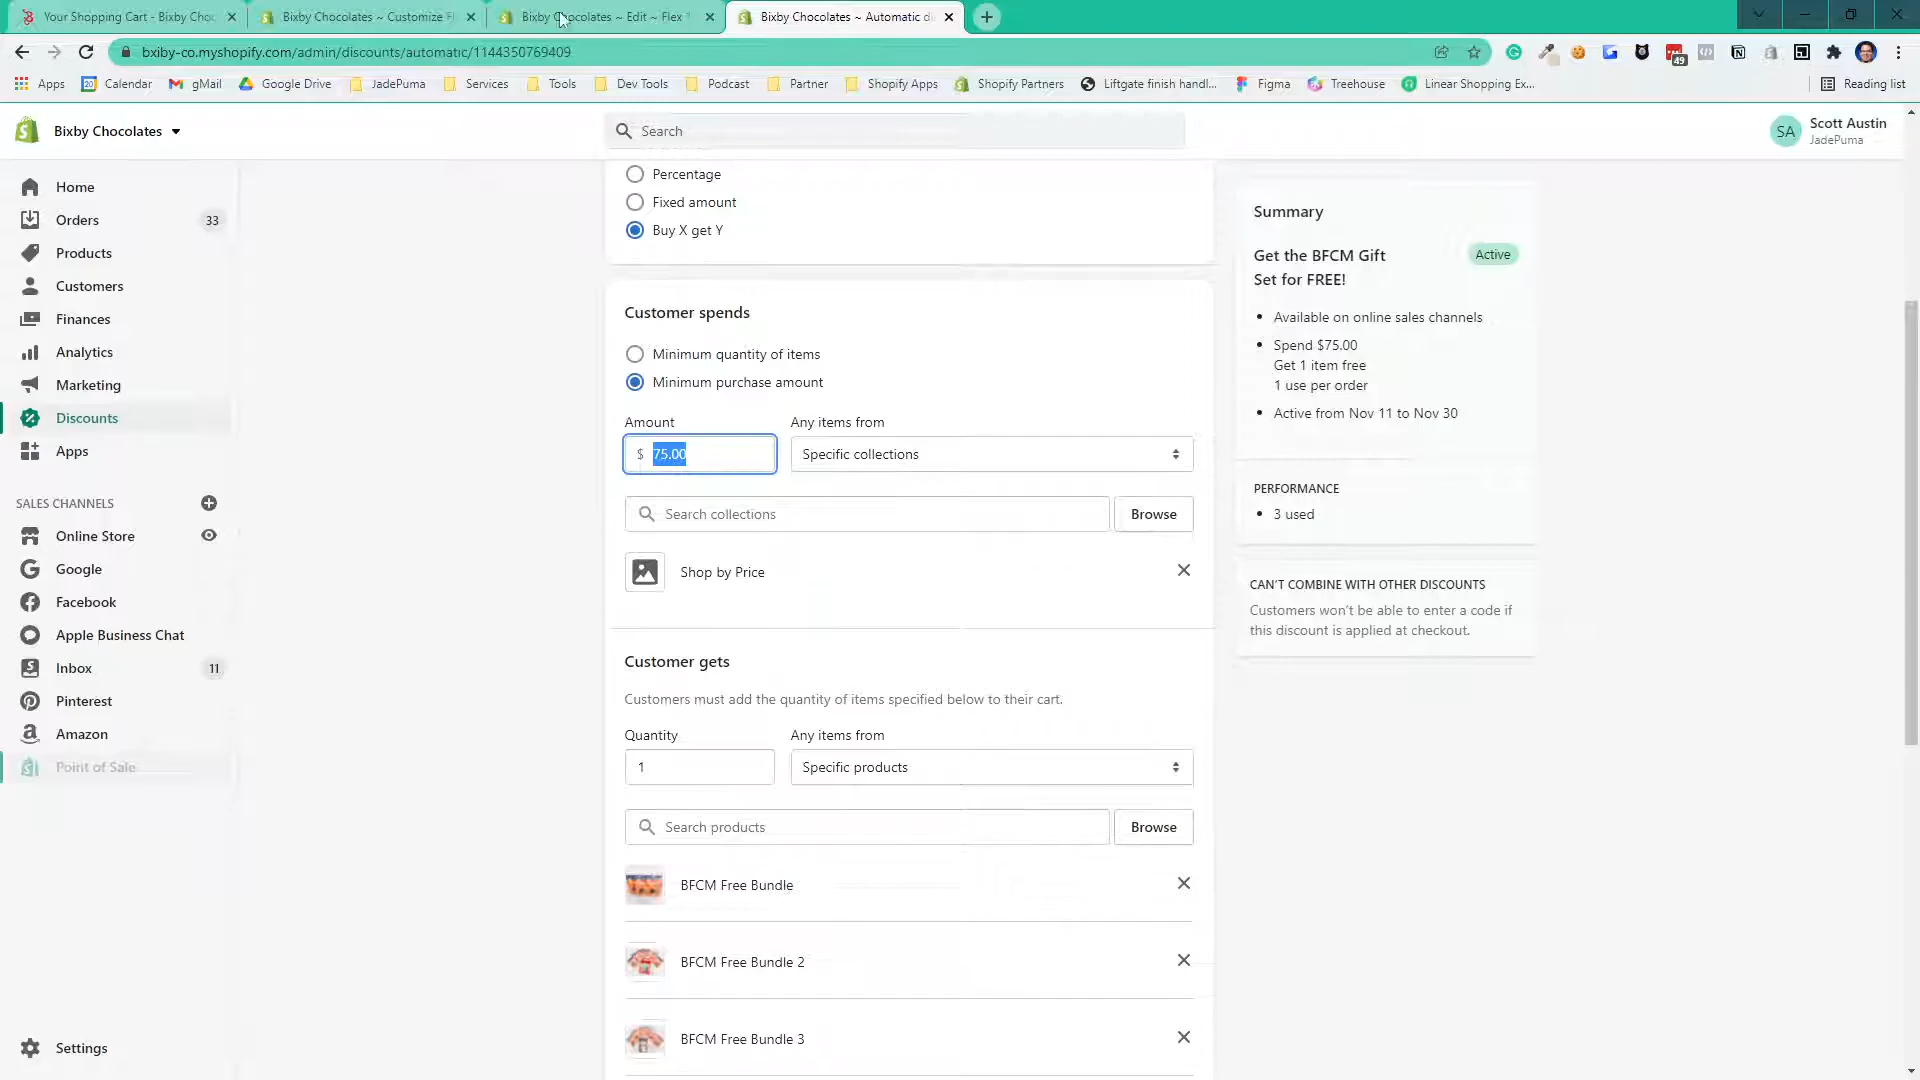 Your Shopping Cart - Bixby Choc
Bixby Chocolates ~ Customize Fl
Bixby Chocolates ~ Edit ~ Flex
Bixby Chocolates ~ Automatic di
bxiby-co.myshopify.com/admin/discounts/automatic/1144350769409
49
Apps
20 Calendar
gMail
Google Drive
JadePuma
Services
Tools
Dev Tools
Podcast
Partner
Shopify Apps
Shopify Partners
Liftgate finish handl...
Figma
Treehouse
Linear Shopping Ex...
Reading list
Bixby Chocolates
Search
SA
Scott Austin
JadePuma
Home
Orders 33
Products
Customers
Finances
Analytics
Marketing
Discounts
Apps
SALES CHANNELS
Online Store
Google
Facebook
Apple Business Chat
Inbox 11
Pinterest
Amazon
Point of Sale
Settings
Percentage
Fixed amount
Buy X get Y
Customer spends
Minimum quantity of items
Minimum purchase amount
Amount
Any items from
$ 75.00
Specific collections
Search collections
Browse
Shop by Price
Customer gets
Customers must add the quantity of items specified below to their cart.
Quantity
Any items from
1
Specific products
Search products
Browse
BFCM Free Bundle
BFCM Free Bundle 2
BFCM Free Bundle 3
Summary
Get the BFCM Gift
Set for FREE!
Active
• Available on online sales channels
• Spend $75.00
Get 1 item free
1 use per order
• Active from Nov 11 to Nov 30
PERFORMANCE
• 3 used
CAN'T COMBINE WITH OTHER DISCOUNTS
Customers won't be able to enter a code if
this discount is applied at checkout.